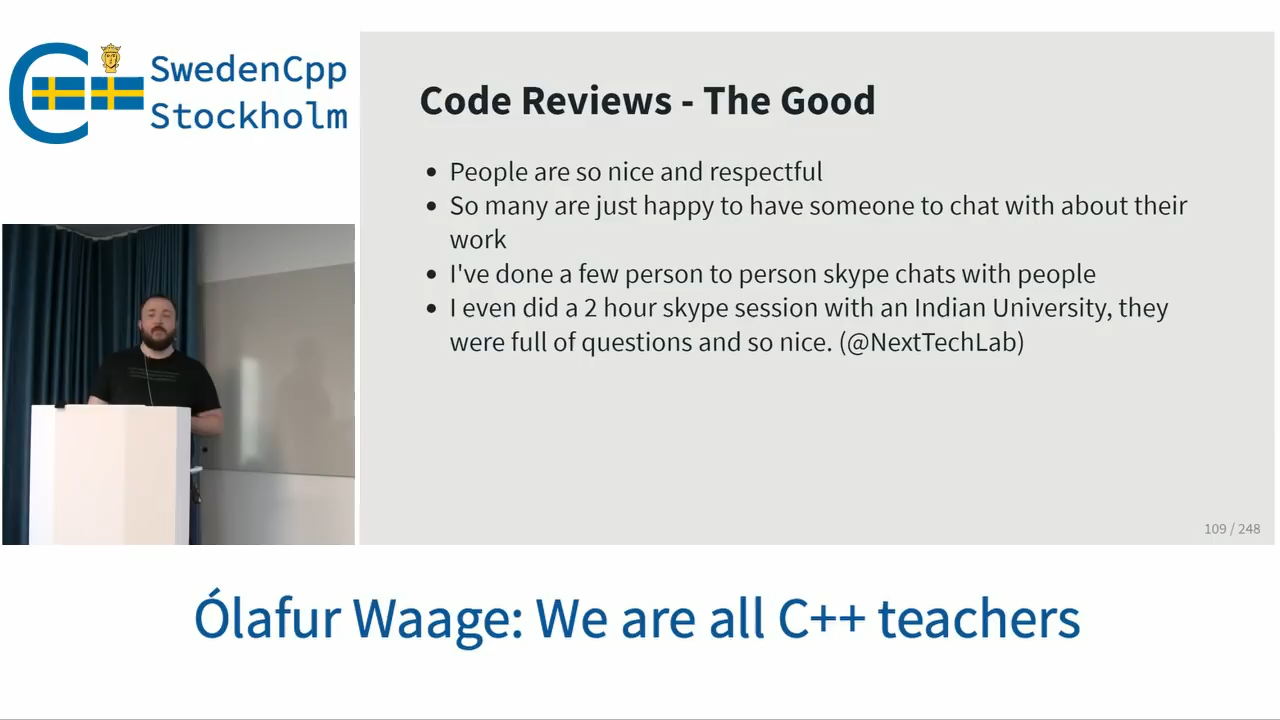 SwedenCpp
Stockholm
Code Reviews - The Good
• People are so nice and respectful
• So many are just happy to have someone to chat with about their
work
• I've done a few person to person skype chats with people
• I even did a 2 hour skype session with an Indian University, they
were full of questions and so nice. (@NextTechLab)
109 / 248
Ólafur Waage: We are all C++ teachers